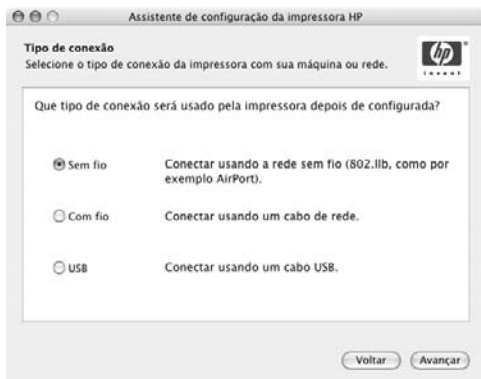 Assistente de configuração da impressora HP
Tipo de conexão
Selecione o tipo de conexão da impressora com sua máquina ou rede.
hp
invent
Que tipo de conexão será usado pela impressora depois de configurada?
Sem fio
Conectar usando a rede sem fio (802.llb, como por
exemplo AirPort).
Com fio
Conectar usando um cabo de rede.
USB
Conectar usando um cabo USB.
Voltar
Avançar